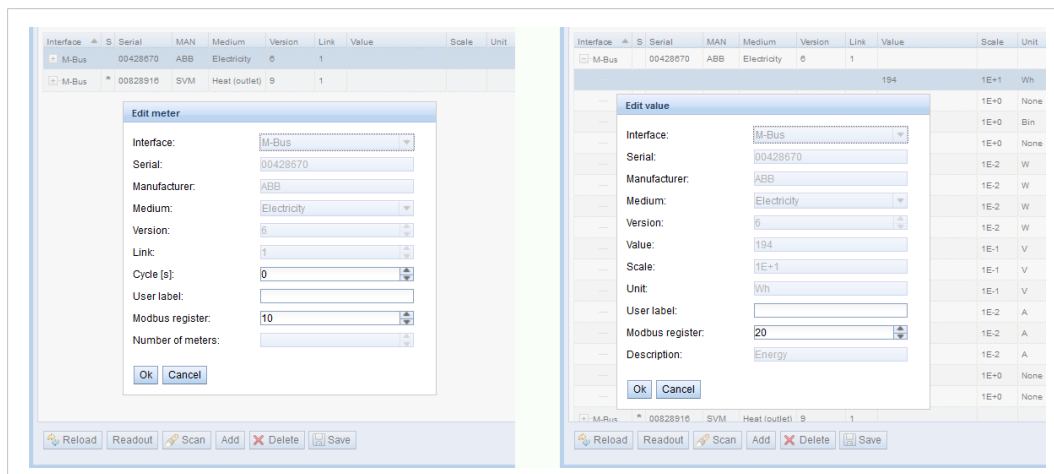 Interface S Serial MAN Medium Version Link Value Scale Unit
M-Bus 00428670 ABB Electricity 6 1
M-Bus * 00828916 SVM Heat (outlet) 9 1
Edit meter
Interface: M-Bus
Serial: 00428670
Manufacturer: ABB
Medium: Electricity
Version: 6
Link: 1
Cycle [s]: 0
User label:
Modbus register: 10
Number of meters:
Ok Cancel
Reload Readout Scan Add Delete Save
Interface S Serial MAN Medium Version Link Value Scale Unit
M-Bus 00428670 ABB Electricity 6 1
194 1E+1 Wh
1E+0 None
1E+0 Bin
1E+0 None
1E-2 W
1E-2 W
1E-2 W
1E-2 W
1E-1 V
1E-1 V
1E-1 V
1E-2 A
1E-2 A
1E-2 A
1E+0 None
1E+0 None
Edit value
Interface: M-Bus
Serial: 00428670
Manufacturer: ABB
Medium: Electricity
Version: 6
Value: 194
Scale: 1E+1
Unit: Wh
User label:
Modbus register: 20
Description: Energy
Ok Cancel
M-Bus * 00828916 SVM Heat (outlet) 9 1
Reload Readout Scan Add Delete Save